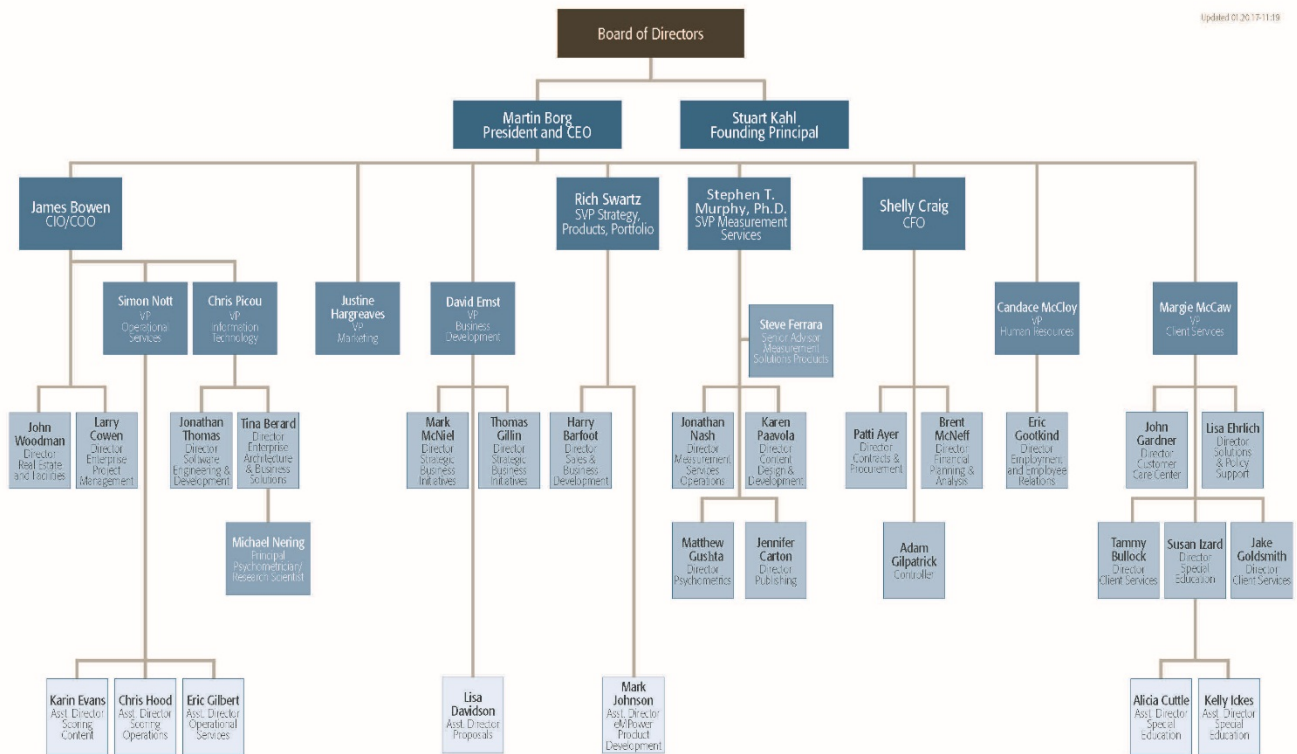 Updated 01.20.17-11:19
Board of Directors
Martin Borg
President and CEO
Stuart Kahl
Founding Principal
James Bowen
CIO/COO
Rich Swartz
SVP Strategy,
Products, Portfolio
Stephen T.
Murphy, Ph.D.
SVP Measurement
Services
Shelly Craig
CFO
Simon Nott
VP
Operational
Services
Chris Picou
VP
Information
Technology
Justine
Hargreaves
VP
Marketing
David Ernst
VP
Business
Development
Steve Ferrara
Senior Advisor
Measurement
Solutions Products
Candace McCloy
VP
Human Resources
Margie McCaw
VP
Client Services
John
Woodman
Director
Real Estate
and Facilities
Larry
Cowen
Director
Enterprise
Project
Management
Jonathan
Thomas
Director
Software
Engineering &
Development
Tina Berard
Director
Enterprise
Architecture
& Business
Solutions
Mark
McNiel
Director
Strategic
Business
Initiatives
Thomas
Gillin
Director
Strategic
Business
Initiatives
Harry
Barfoot
Director
Sales &
Business
Development
Jonathan
Nash
Director
Measurement
Services
Operations
Karen
Paavola
Director
Content
Design &
Development
Patti Ayer
Director
Contracts &
Procurement
Brent
McNeff
Director
Financial
Planning &
Analysis
Eric
Gootkind
Director
Employment
and Employee
Relations
John
Gardner
Director
Customer
Care Center
Lisa Ehrlich
Director
Solutions
& Policy
Support
Michael Nering
Principal
Psychometrician/
Research Scientist
Matthew
Gushta
Director
Psychometrics
Jennifer
Carton
Director
Publishing
Adam
Gilpatrick
Controller
Tammy
Bullock
Director
Client Services
Susan Izard
Director
Special
Education
Jake
Goldsmith
Director
Client Services
Karin Evans
Asst. Director
Scoring
Content
Chris Hood
Asst. Director
Scoring
Operations
Eric Gilbert
Asst. Director
Operational
Services
Lisa
Davidson
Asst. Director
Proposals
Mark
Johnson
Asst. Director
eMPower
Product
Development
Alicia Cuttle
Asst. Director
Special
Education
Kelly Ickes
Asst. Director
Special
Education